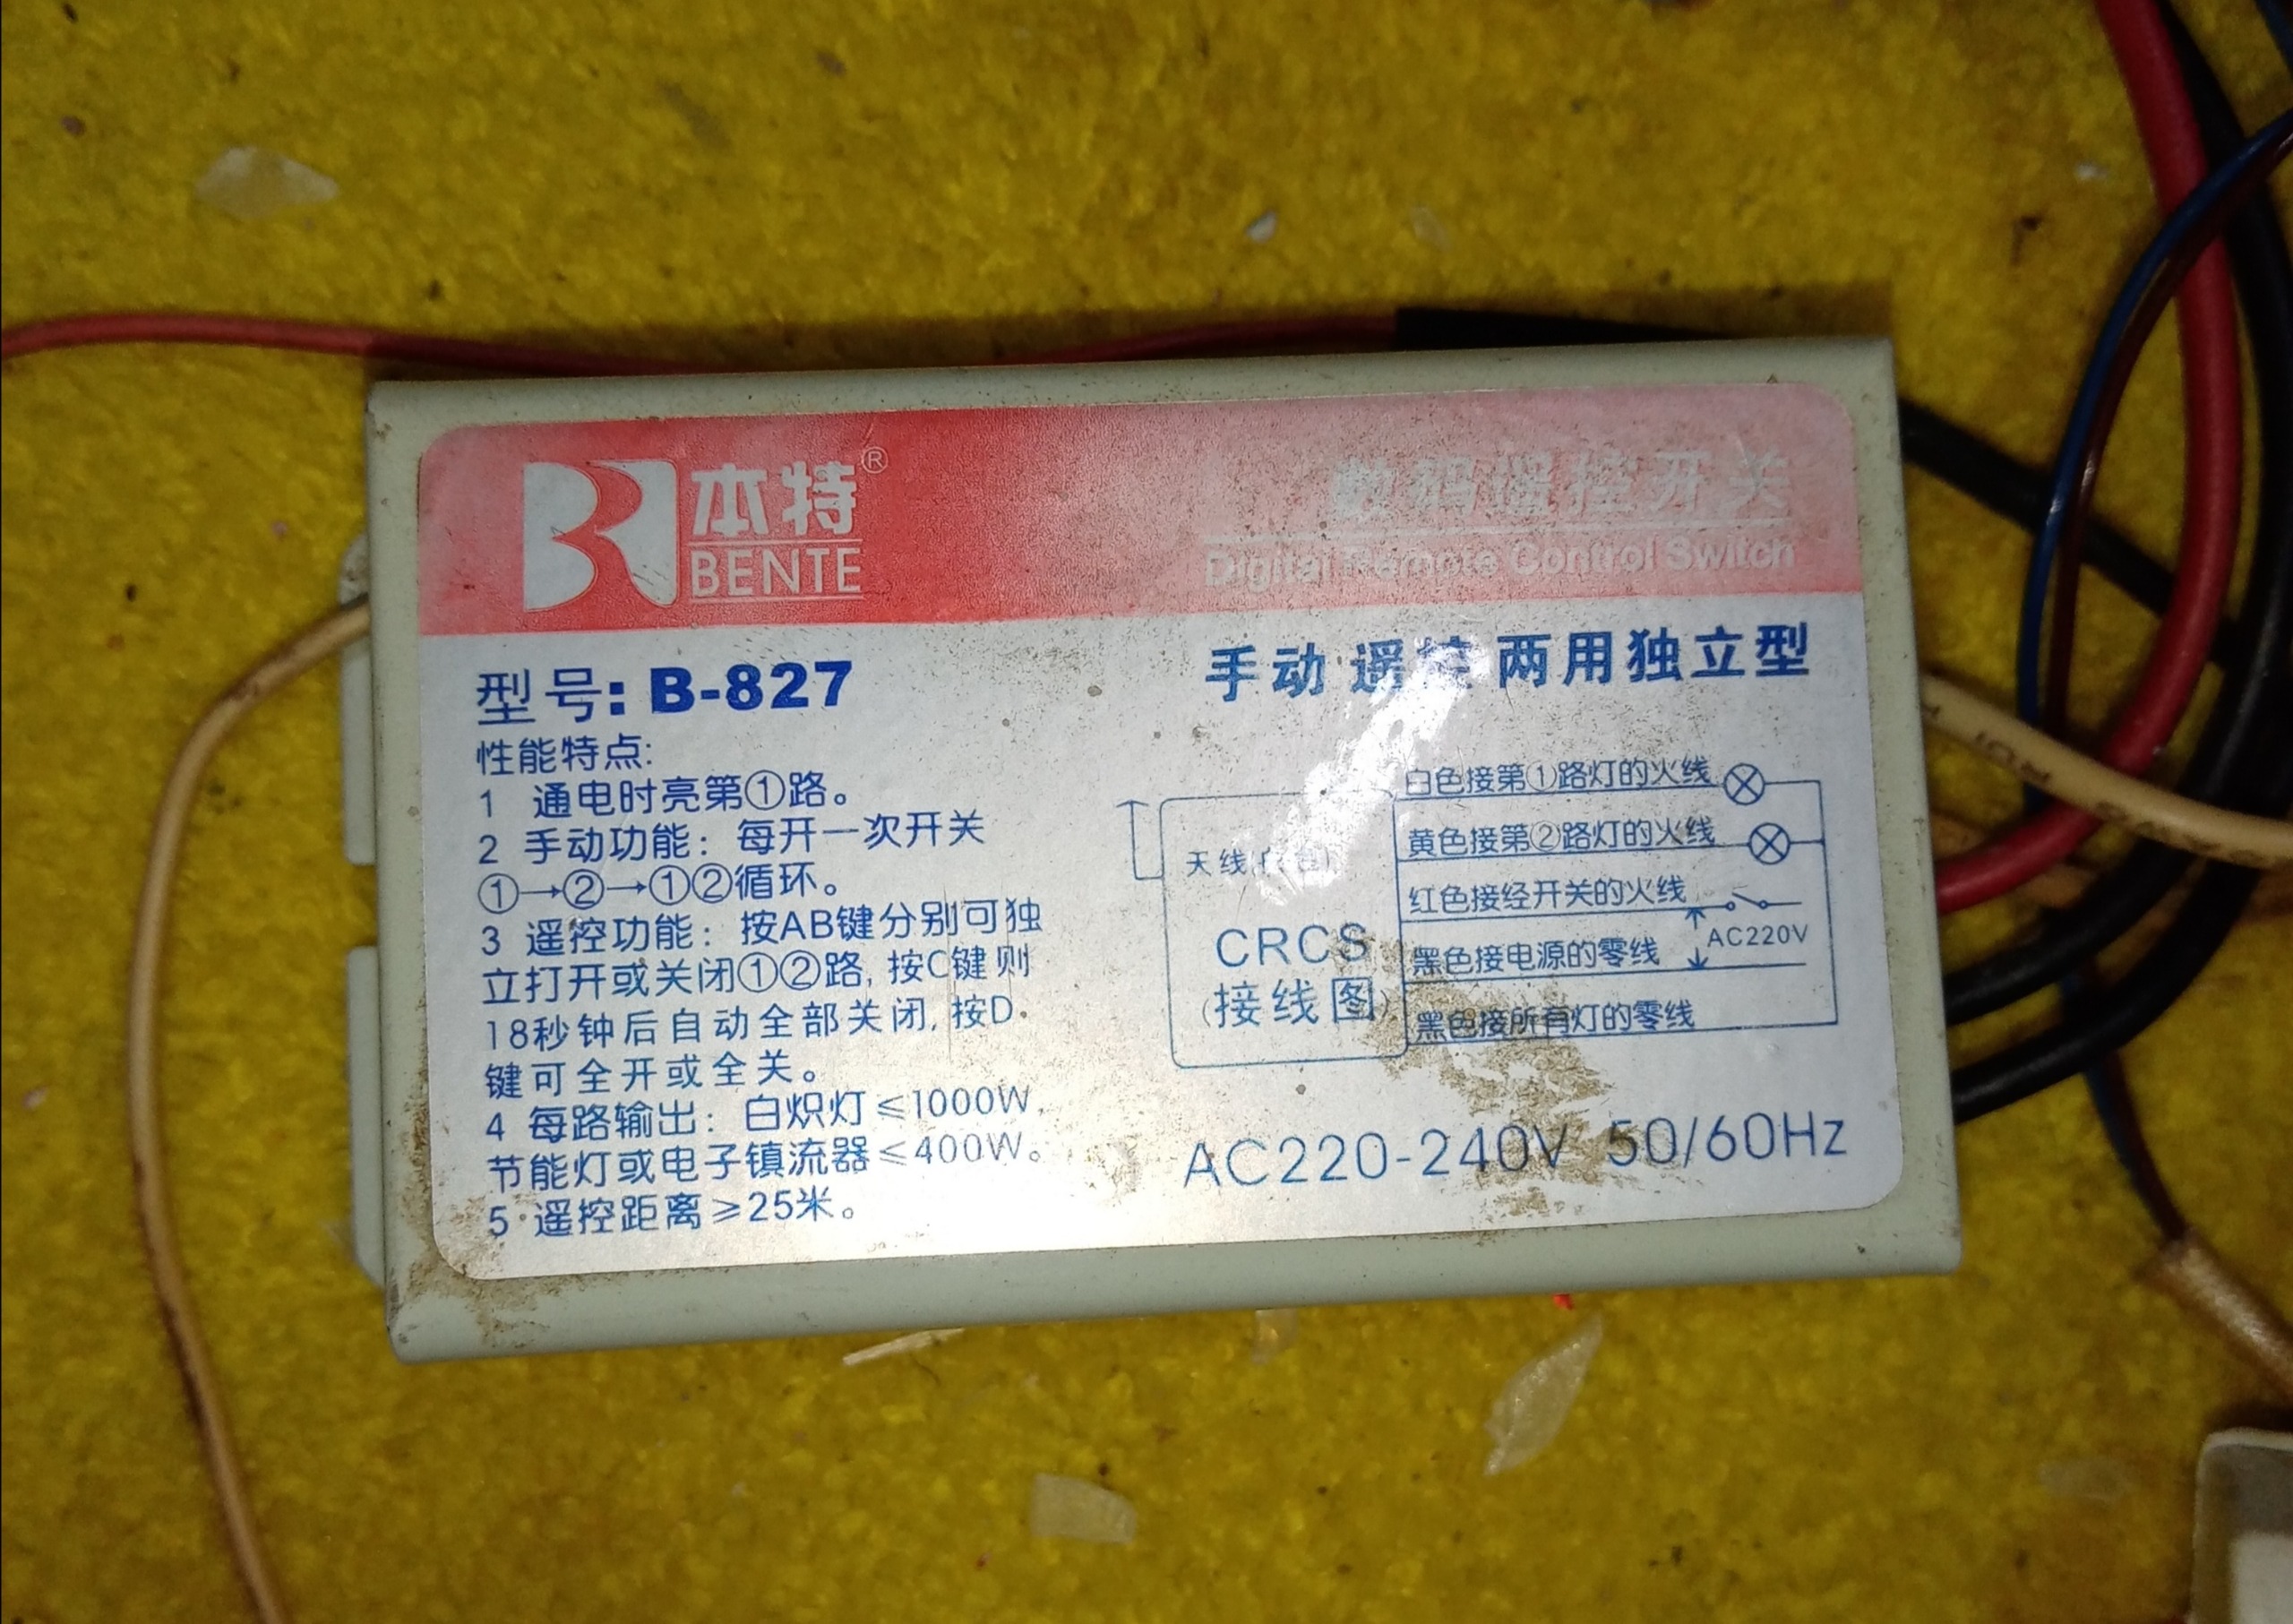 本特®
BENTE
数码遥控开关
Digital Remote Control Switch
型号: B-827
手动 遥控 两用独立型
性能特点:
1 通电时亮第①路。
2 手动功能: 每开一次开关
①→②→①②循环。
3 遥控功能: 按AB键分别可独
立打开或关闭①②路, 按C键则
18秒钟后自动全部关闭, 按D
键可全开或全关。
4 每路输出: 白炽灯≤1000W,
节能灯或电子镇流器≤400W。
5 遥控距离≥25米。
天线
CRCS
(接线图)
白色接第①路灯的火线
黄色接第②路灯的火线
红色接经开关的火线
AC220V
黑色接电源的零线
黑色接所有灯的零线
AC220-240V 50/60Hz